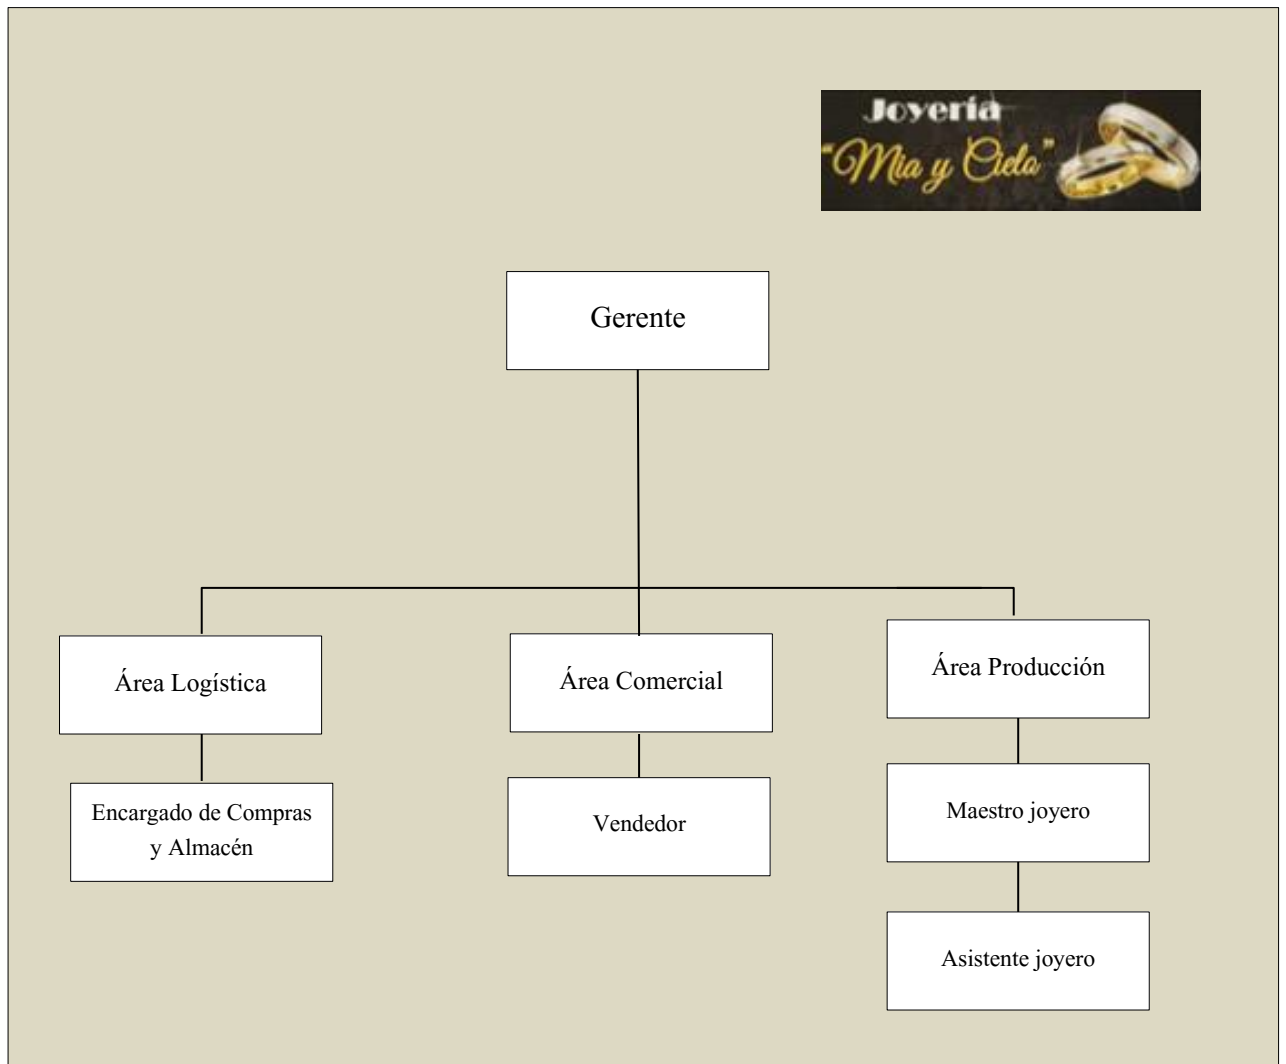 Joyería
"Mia y Cielo"
Gerente
Área Logística
Área Comercial
Área Producción
Encargado de Compras
y Almacén
Vendedor
Maestro joyero
Asistente joyero